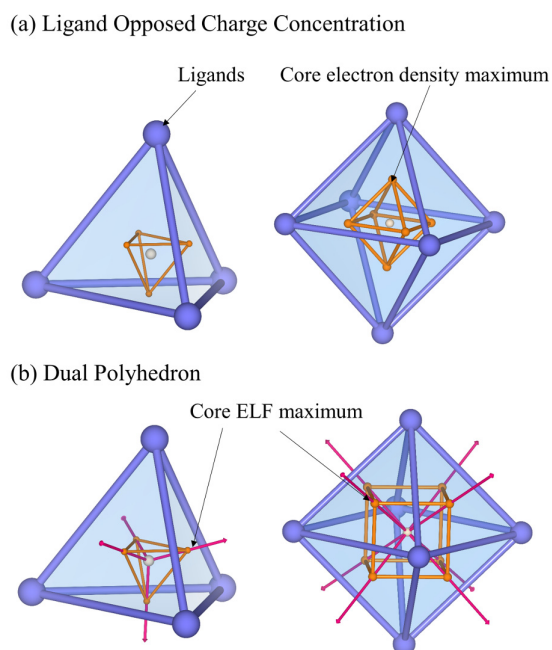 (a) Ligand Opposed Charge Concentration
Ligands
Core electron density maximum
(b) Dual Polyhedron
Core ELF maximum